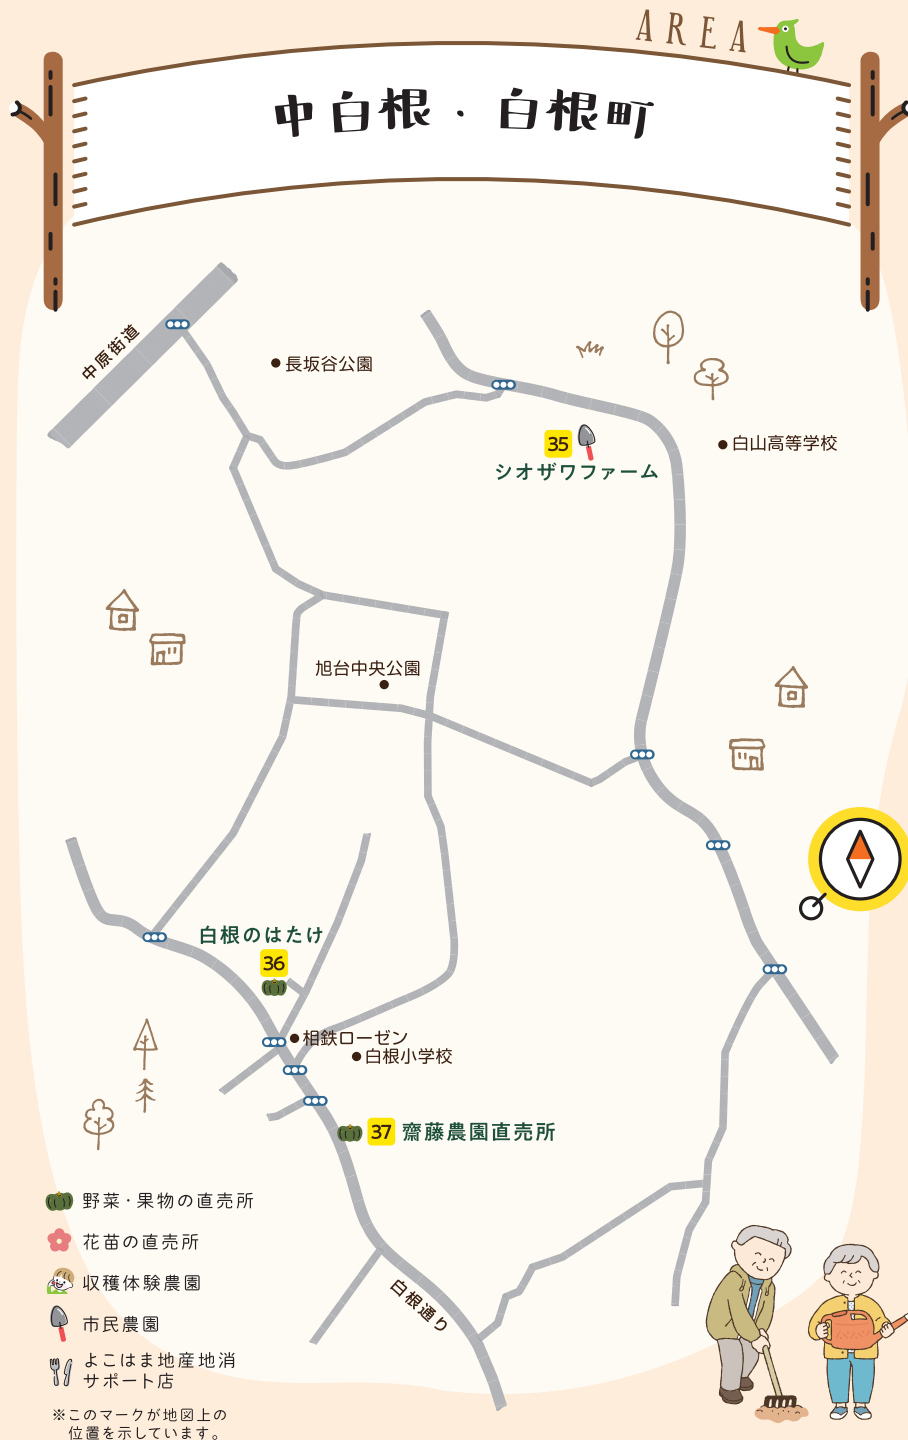 AREA
中白根・白根町
中原街道
長坂谷公園
35
シオザワファーム
白山高等学校
旭台中央公園
白根のはたけ
36
相鉄ローゼン
白根小学校
37 齋藤農園直売所
白根通り
野菜・果物の直売所
花苗の直売所
収穫体験農園
市民農園
よこはま地産地消
サポート店
※このマークが地図上の
位置を示しています。